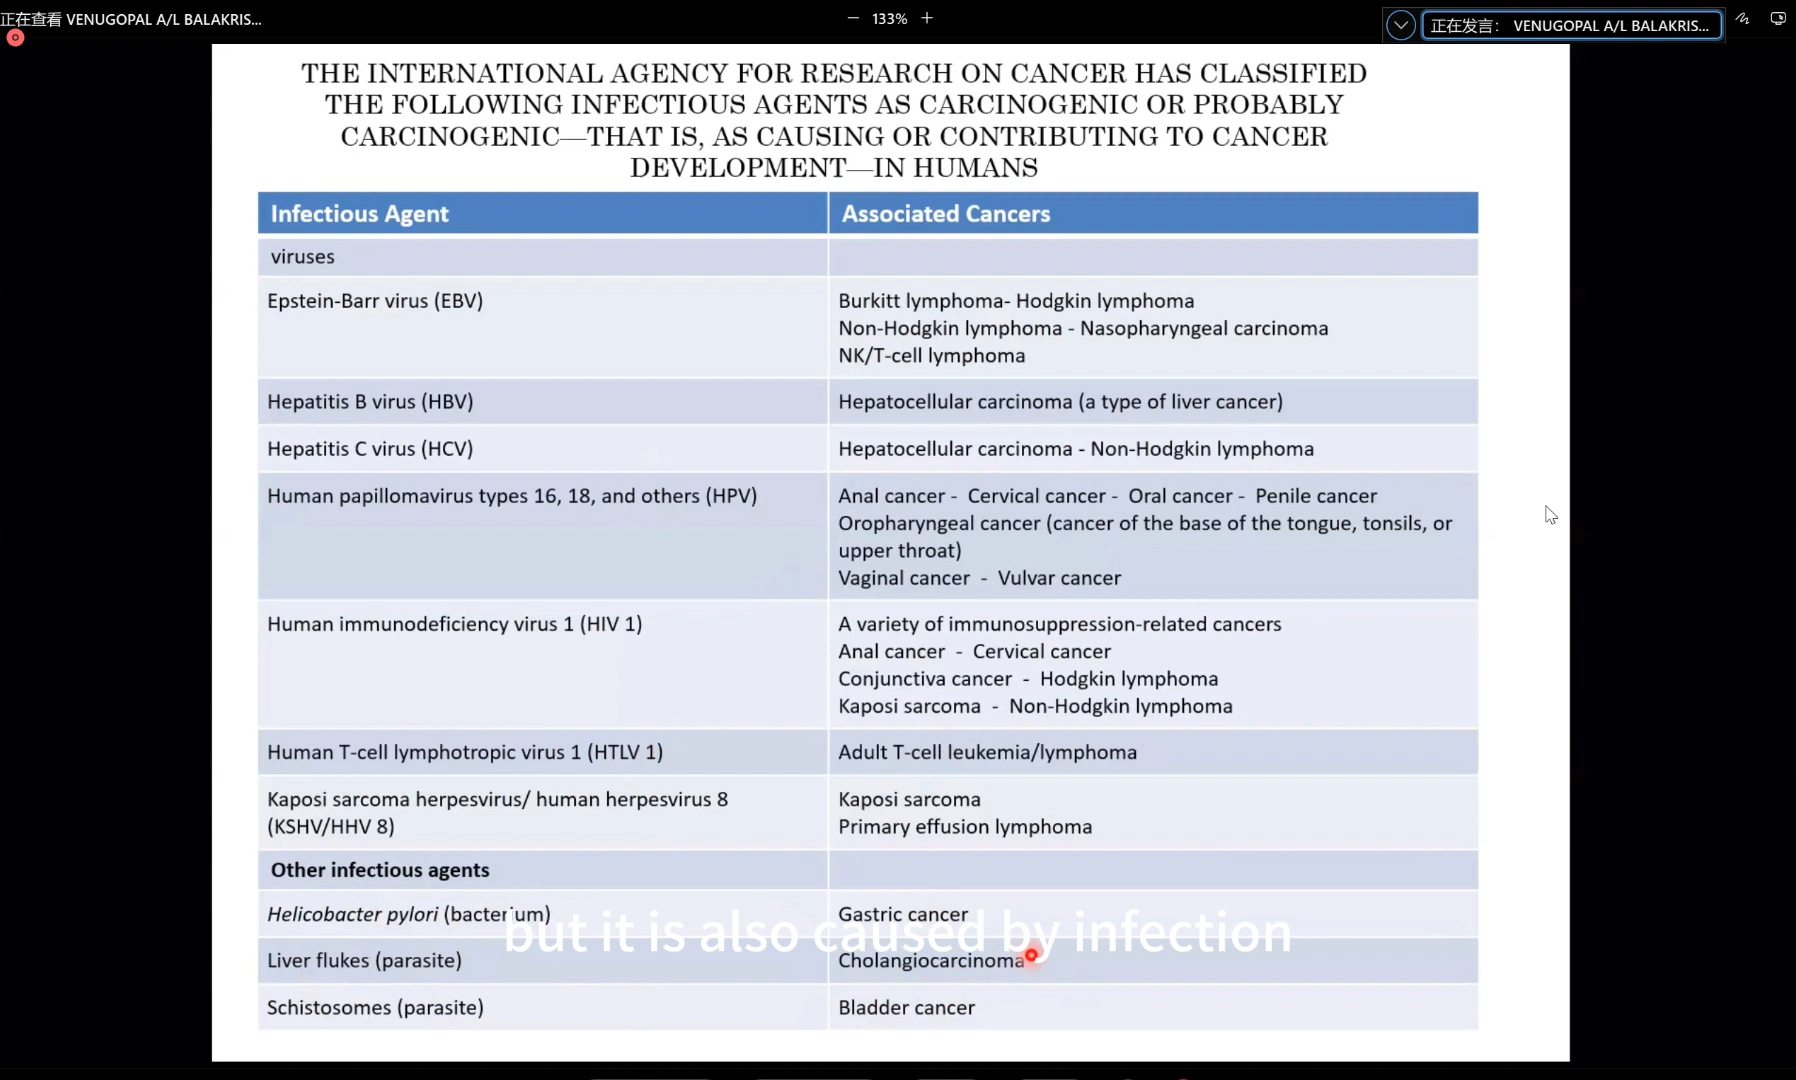 正在查看 VENUGOPAL A/L BALAKRIS...
133%
正在发言: VENUGOPAL A/L BALAKRIS...
THE INTERNATIONAL AGENCY FOR RESEARCH ON CANCER HAS CLASSIFIED
THE FOLLOWING INFECTIOUS AGENTS AS CARCINOGENIC OR PROBABLY
CARCINOGENIC—THAT IS, AS CAUSING OR CONTRIBUTING TO CANCER
DEVELOPMENT—IN HUMANS
Infectious Agent
Associated Cancers
viruses
Epstein-Barr virus (EBV)
Burkitt lymphoma- Hodgkin lymphoma
Non-Hodgkin lymphoma - Nasopharyngeal carcinoma
NK/T-cell lymphoma
Hepatitis B virus (HBV)
Hepatocellular carcinoma (a type of liver cancer)
Hepatitis C virus (HCV)
Hepatocellular carcinoma - Non-Hodgkin lymphoma
Human papillomavirus types 16, 18, and others (HPV)
Anal cancer - Cervical cancer - Oral cancer - Penile cancer
Oropharyngeal cancer (cancer of the base of the tongue, tonsils, or
upper throat)
Vaginal cancer - Vulvar cancer
Human immunodeficiency virus 1 (HIV 1)
A variety of immunosuppression-related cancers
Anal cancer - Cervical cancer
Conjunctiva cancer - Hodgkin lymphoma
Kaposi sarcoma - Non-Hodgkin lymphoma
Human T-cell lymphotropic virus 1 (HTLV 1)
Adult T-cell leukemia/lymphoma
Kaposi sarcoma herpesvirus/ human herpesvirus 8
(KSHV/HHV 8)
Kaposi sarcoma
Primary effusion lymphoma
Other infectious agents
Helicobacter pylori (bacterium)
Gastric cancer
but it is also caused by infection
Liver flukes (parasite)
Cholangiocarcinoma
Schistosomes (parasite)
Bladder cancer